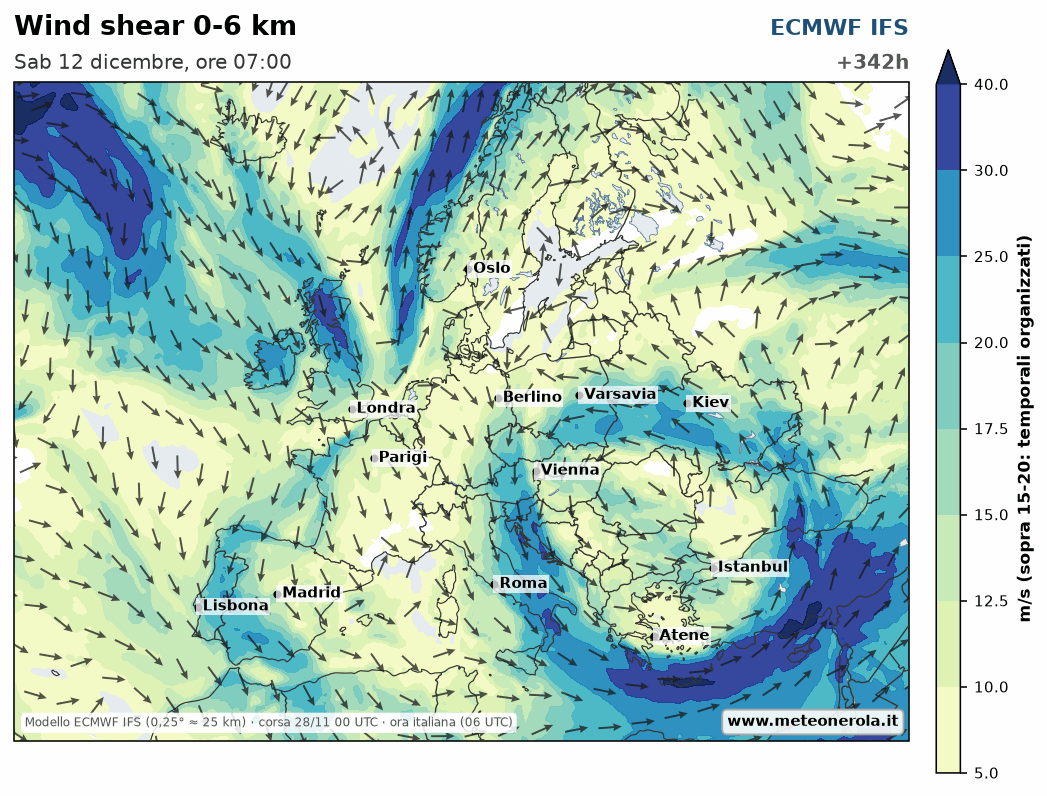 Wind shear 0-6 km
ECMWF IFS
Sab 12 dicembre, ore 07:00
+342h
40.0
30.0
25.0
20.0
17.5
15.0
12.5
10.0
5.0
m/s (sopra 15-20: temporali organizzati)
Oslo
Berlino
Varsavia
Kiev
Londra
Parigi
Vienna
Istanbul
Roma
Madrid
Lisbona
Atene
Modello ECMWF IFS (0,25° ≈ 25 km) · corsa 28/11 00 UTC · ora italiana (06 UTC)
www.meteonerola.it